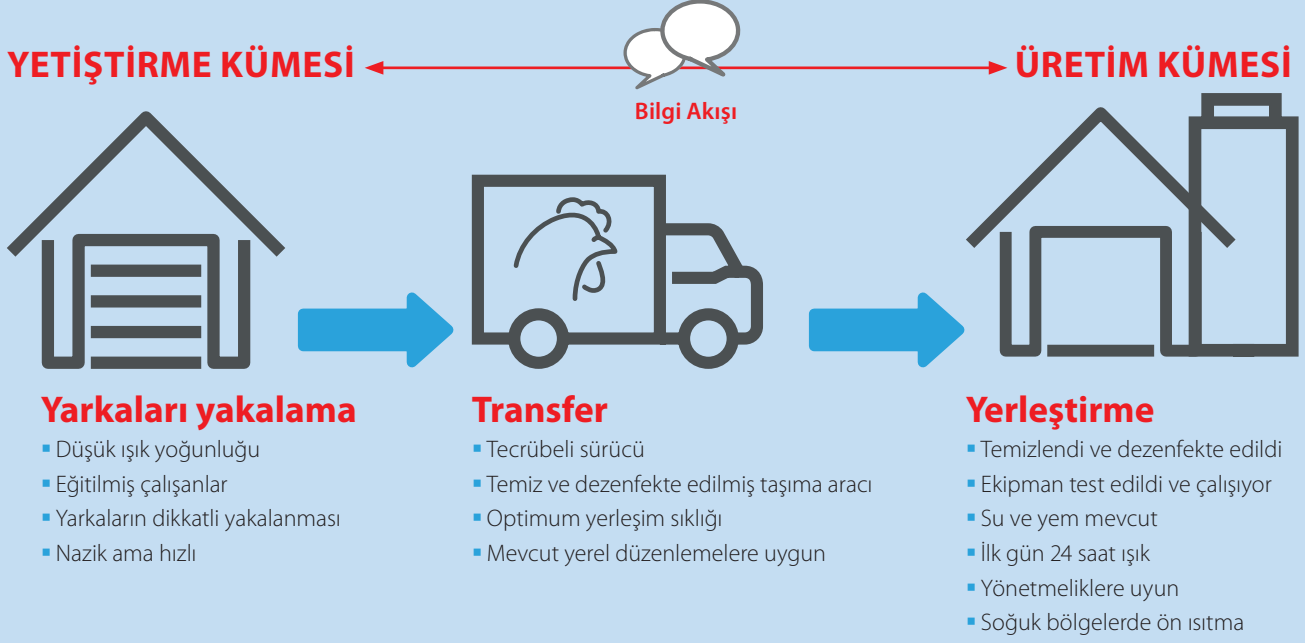 YETİŞTİRME KÜMESİ
Bilgi Akışı
ÜRETİM KÜMESİ
Yarkaları yakalama
▪ Düşük ışık yoğunluğu
▪ Eğitilmiş çalışanlar
▪ Yarkaların dikkatli yakalanması
▪ Nazik ama hızlı
Transfer
▪ Tecrübeli sürücü
▪ Temiz ve dezenfekte edilmiş taşıma aracı
▪ Optimum yerleşim sıklığı
▪ Mevcut yerel düzenlemelere uygun
Yerleştirme
▪ Temizlendi ve dezenfekte edildi
▪ Ekipman test edildi ve çalışıyor
▪ Su ve yem mevcut
▪ İlk gün 24 saat ışık
▪ Yönetmeliklere uyun
▪ Soğuk bölgelerde ön ısıtma